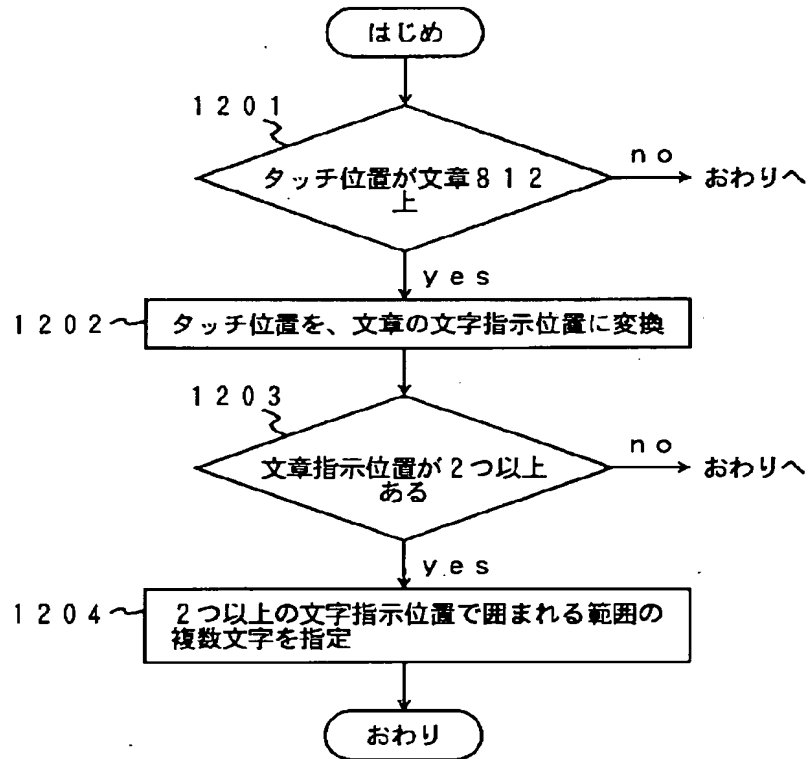 はじめ
1201
タッチ位置が文章812
上
no
おわりへ
yes
1202
タッチ位置を、文章の文字指示位置に変換
1203
文章指示位置が2つ以上
ある
no
おわりへ
yes
1204
2つ以上の文字指示位置で囲まれる範囲の
複数文字を指定
おわり